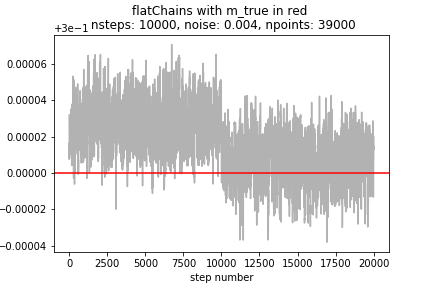 flatChains with m_true in red
+3e−1
nsteps: 10000, noise: 0.004, npoints: 39000
0.00006
0.00004
0.00002
0.00000
−0.00002
−0.00004
0 2500 5000 7500 10000 12500 15000 17500 20000
step number